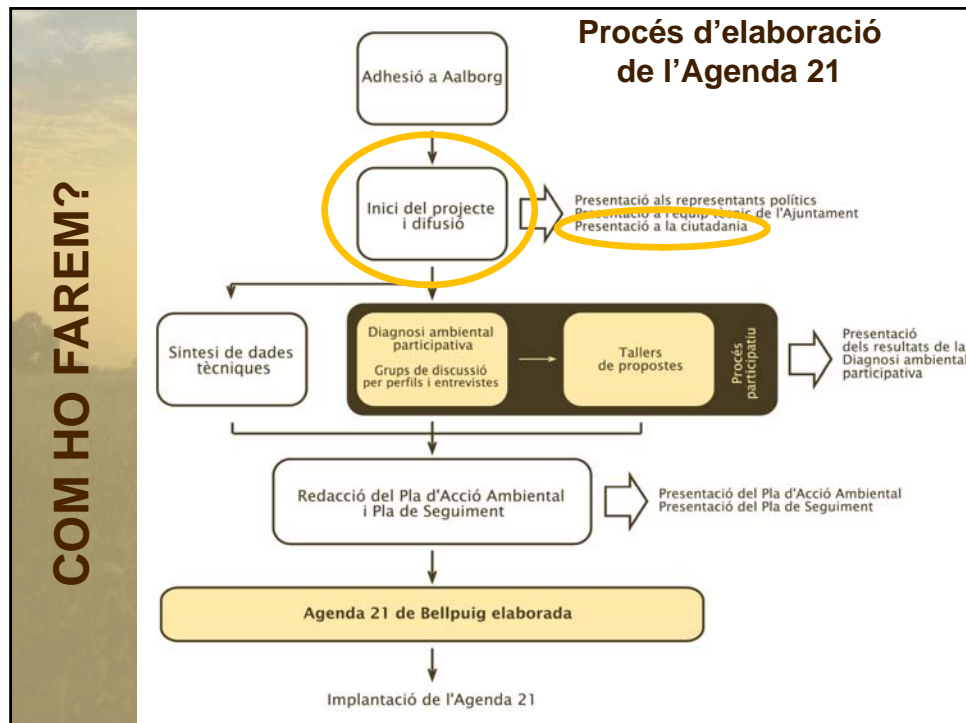 COM HO FAREM?
Procés d'elaboració
de l'Agenda 21
Adhesió a Aalborg
Inici del projecte
i difusió
Presentació als representants polítics
Presentació a l'equip tècnic de l'Ajuntament
Presentació a la ciutadania
Sintesi de dades
tècniques
Diagnosi ambiental
participativa
Grups de discussió
per perfils i entrevistes
Tallers
de propostes
Procés
participatiu
Presentació
dels resultats de la
Diagnosi ambiental
participativa
Redacció del Pla d'Acció Ambiental
i Pla de Seguiment
Presentació del Pla d'Acció Ambiental
Presentació del Pla de Seguiment
Agenda 21 de Bellpuig elaborada
Implantació de l'Agenda 21